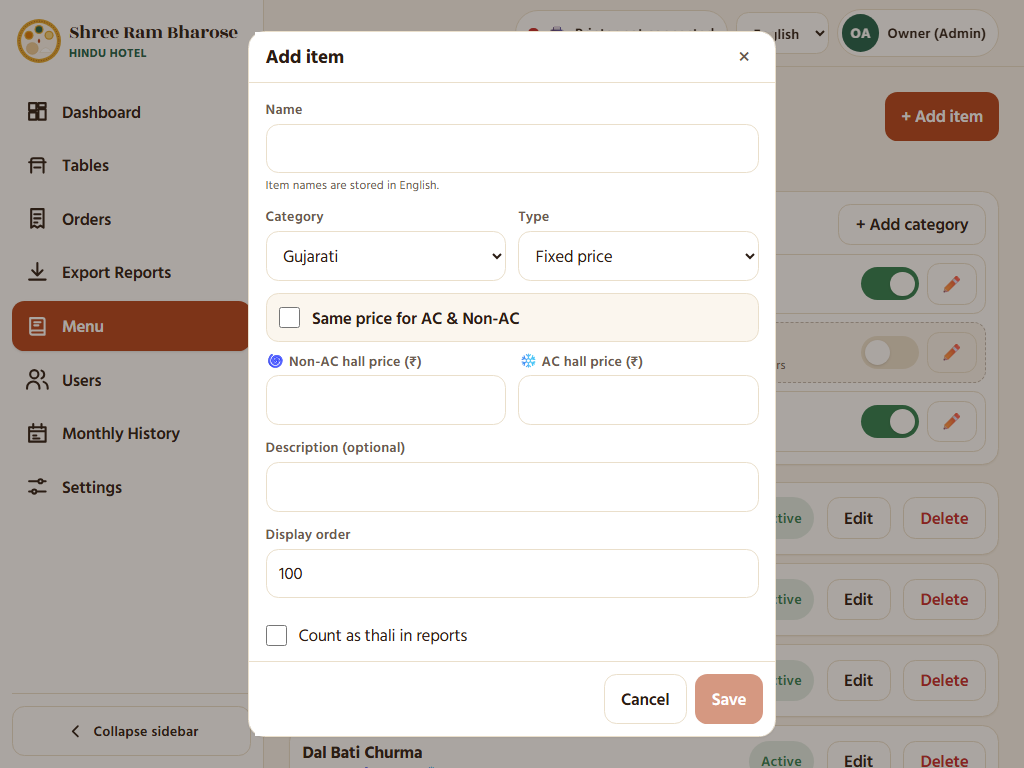 Shree Ram Bharose
HINDU HOTEL
OA
Owner (Admin)
Dashboard
Tables
Orders
Export Reports
Menu
Users
Monthly History
Settings
Collapse sidebar
+ Add item
+ Add category
Add item
×
Name
Item names are stored in English.
Category
Type
Gujarati
Fixed price
Same price for AC & Non-AC
Non-AC hall price (₹)
AC hall price (₹)
Description (optional)
Display order
100
Count as thali in reports
Cancel
Save
Edit
Delete
Edit
Delete
Edit
Delete
Dal Bati Churma
Active
Edit
Delete